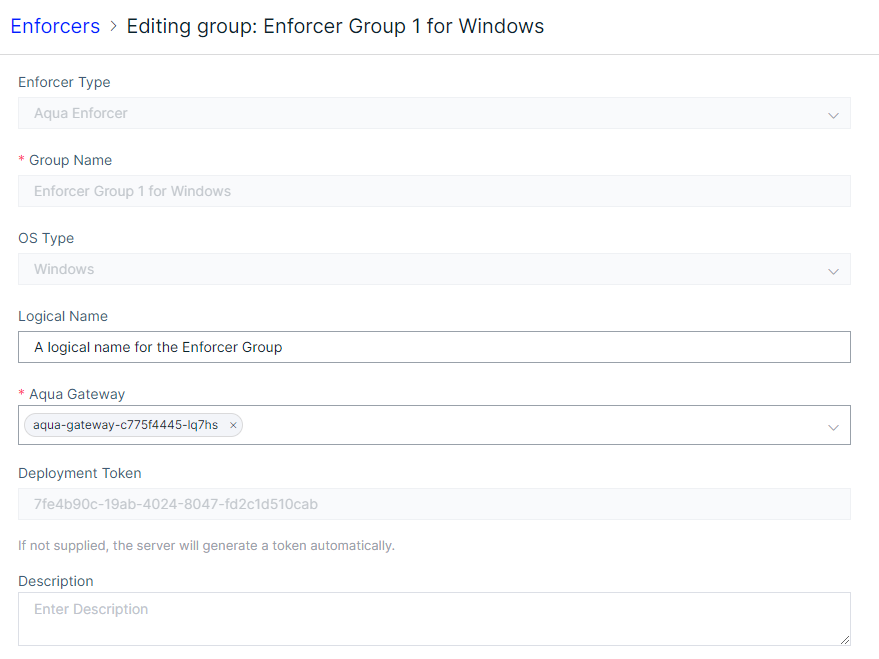 Enforcers > Editing group: Enforcer Group 1 for Windows
Enforcer Type
Aqua Enforcer
* Group Name
Enforcer Group 1 for Windows
OS Type
Windows
Logical Name
A logical name for the Enforcer Group
* Aqua Gateway
aqua-gateway-c775f4445-lq7hs ×
Deployment Token
7fe4b90c-19ab-4024-8047-fd2c1d510cab
If not supplied, the server will generate a token automatically.
Description
Enter Description